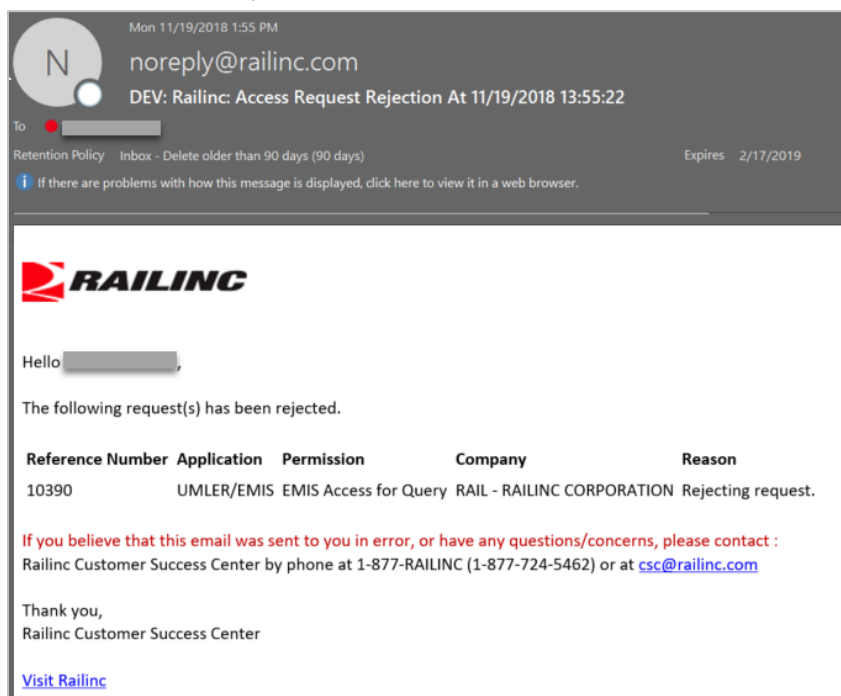 Mon 11/19/2018 1:55 PM
N
noreply@railinc.com
DEV: Railinc: Access Request Rejection At 11/19/2018 13:55:22
To
Retention Policy Inbox - Delete older than 90 days (90 days) Expires 2/17/2019
If there are problems with how this message is displayed, click here to view it in a web browser.
RAILINC
Hello ,
The following request(s) has been rejected.
Reference Number Application Permission Company Reason
10390 UMLER/EMIS EMIS Access for Query RAIL - RAILINC CORPORATION Rejecting request.
If you believe that this email was sent to you in error, or have any questions/concerns, please contact :
Railinc Customer Success Center by phone at 1-877-RAILINC (1-877-724-5462) or at csc@railinc.com
Thank you,
Railinc Customer Success Center
Visit Railinc